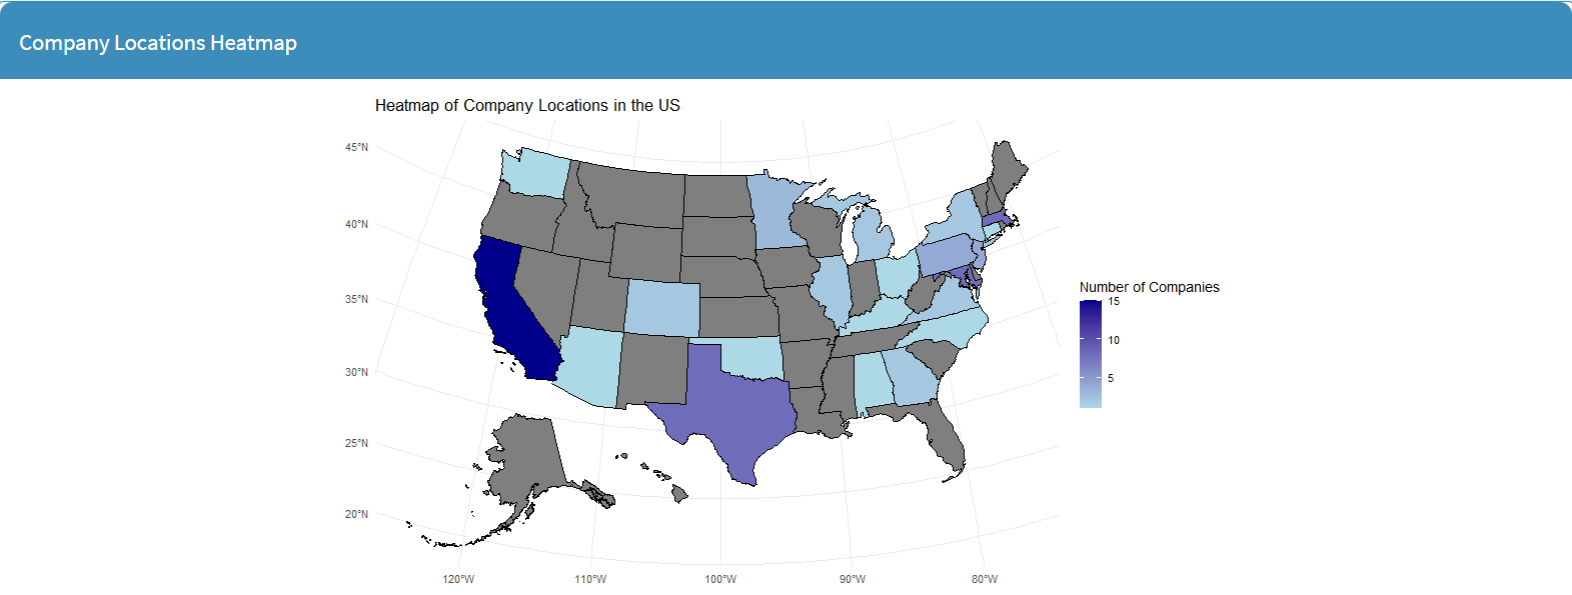 Company Locations Heatmap
Heatmap of Company Locations in the US
45°N
40°N
35°N
30°N
25°N
20°N
120°W
110°W
100°W
90°W
80°W
Number of Companies
15
10
5